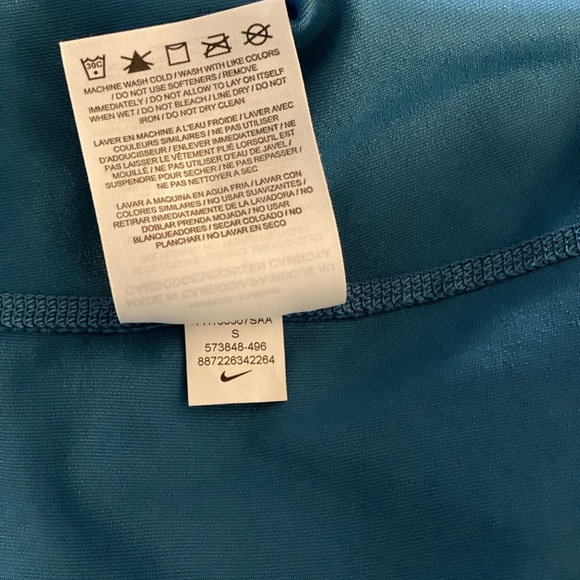 30C
MACHINE WASH COLD / WASH WITH LIKE COLORS
/ DO NOT USE SOFTENERS / REMOVE
IMMEDIATELY / DO NOT ALLOW TO LAY ON ITSELF
WHEN WET / DO NOT BLEACH / LINE DRY / DO NOT
IRON / DO NOT DRY CLEAN
LAVER EN MACHINE A L'EAU FROIDE / LAVER AVEC
COULEURS SIMILAIRES / NE PAS UTILISER
D'ADOUCISSEUR / ENLEVER IMMEDIATEMENT / NE
PAS LAISSER LE VÊTEMENT PLIÉ LORSQU'IL EST
MOUILLE / NE PAS UTILISER D'EAU DE JAVEL /
SUSPENDRE POUR SECHER / NE PAS REPASSER /
NE PAS NETTOYER A SEC
LAVAR A MAQUINA EN AGUA FRIA / LAVAR CON
COLORES SIMILARES / NO USAR SUAVIZANTES /
RETIRAR INMEDIATAMENTE DE LA LAVADORA / NO
DOBLAR PRENDA MOJADA / NO USAR
BLANQUEADORES / SECAR COLGADO / NO
PLANCHAR / NO LAVAR EN SECO
S
573848-496
887226342264